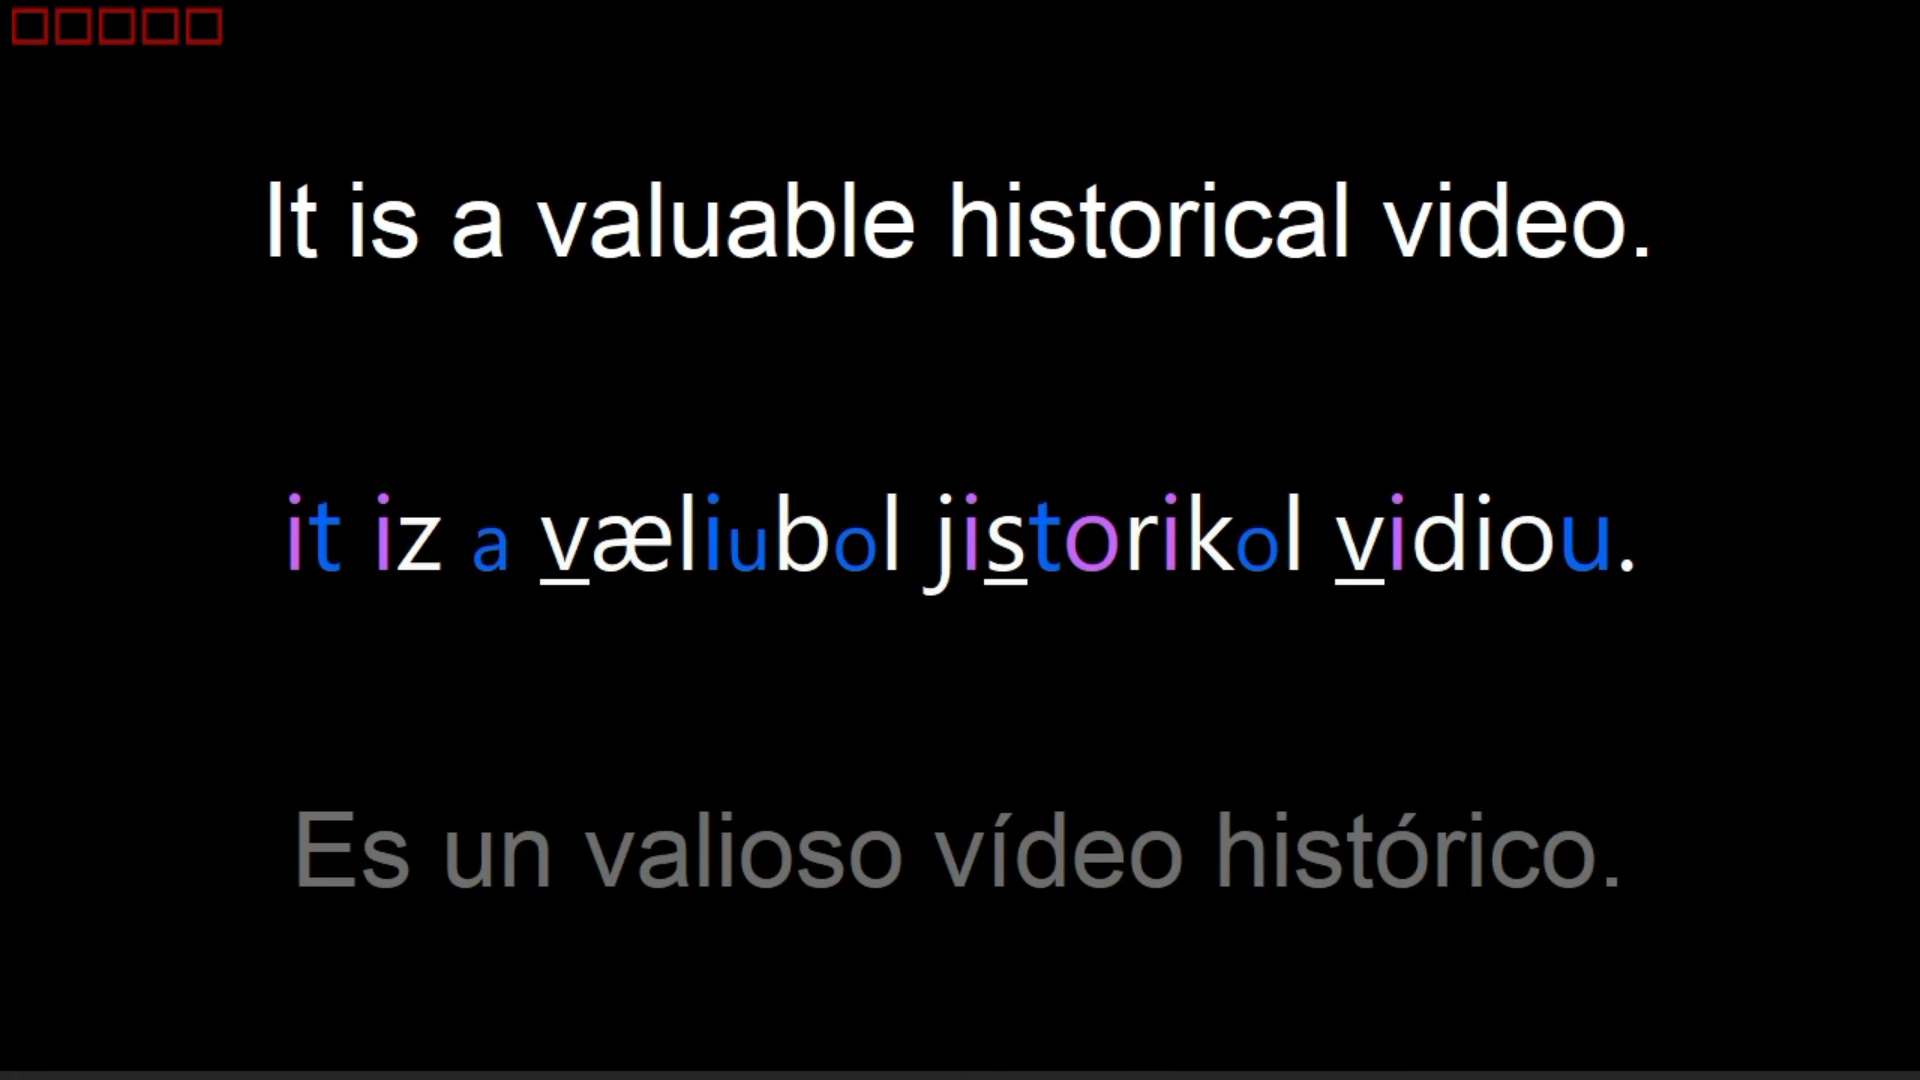 It is a valuable historical video.
it iz a væliubol jistorikol vidiou.
Es un valioso vídeo histórico.